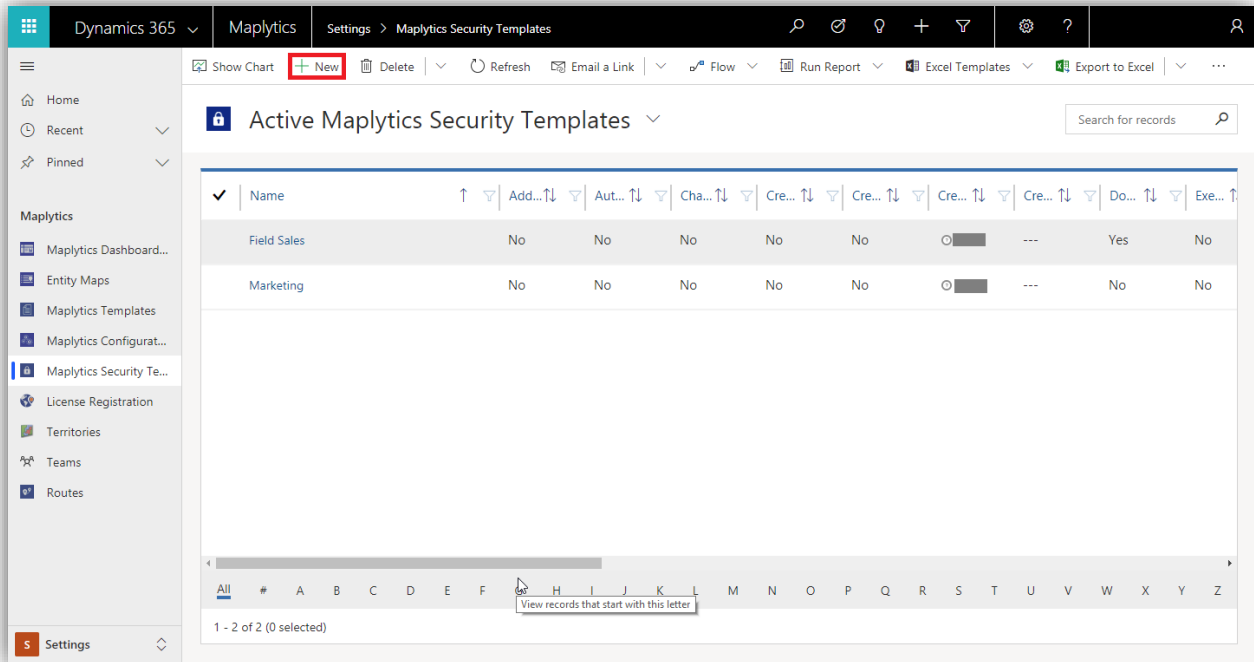 Dynamics 365 Maplytics Settings > Maplytics Security Templates ?
Show Chart + New Delete Refresh Email a Link Flow Run Report Excel Templates Export to Excel ...
Home
Recent
Pinned
Maplytics
Maplytics Dashboard...
Entity Maps
Maplytics Templates
Maplytics Configurat...
Maplytics Security Te...
License Registration
Territories
Teams
Routes
S Settings
Active Maplytics Security Templates
Search for records
Name Add... Aut... Cha... Cre... Cre... Cre... Cre... Do... Exe...
Field Sales No No No No No --- Yes No
Marketing No No No No No --- No No
All # A B C D E F G H I J K L M N O P Q R S T U V W X Y Z
View records that start with this letter
1 - 2 of 2 (0 selected)